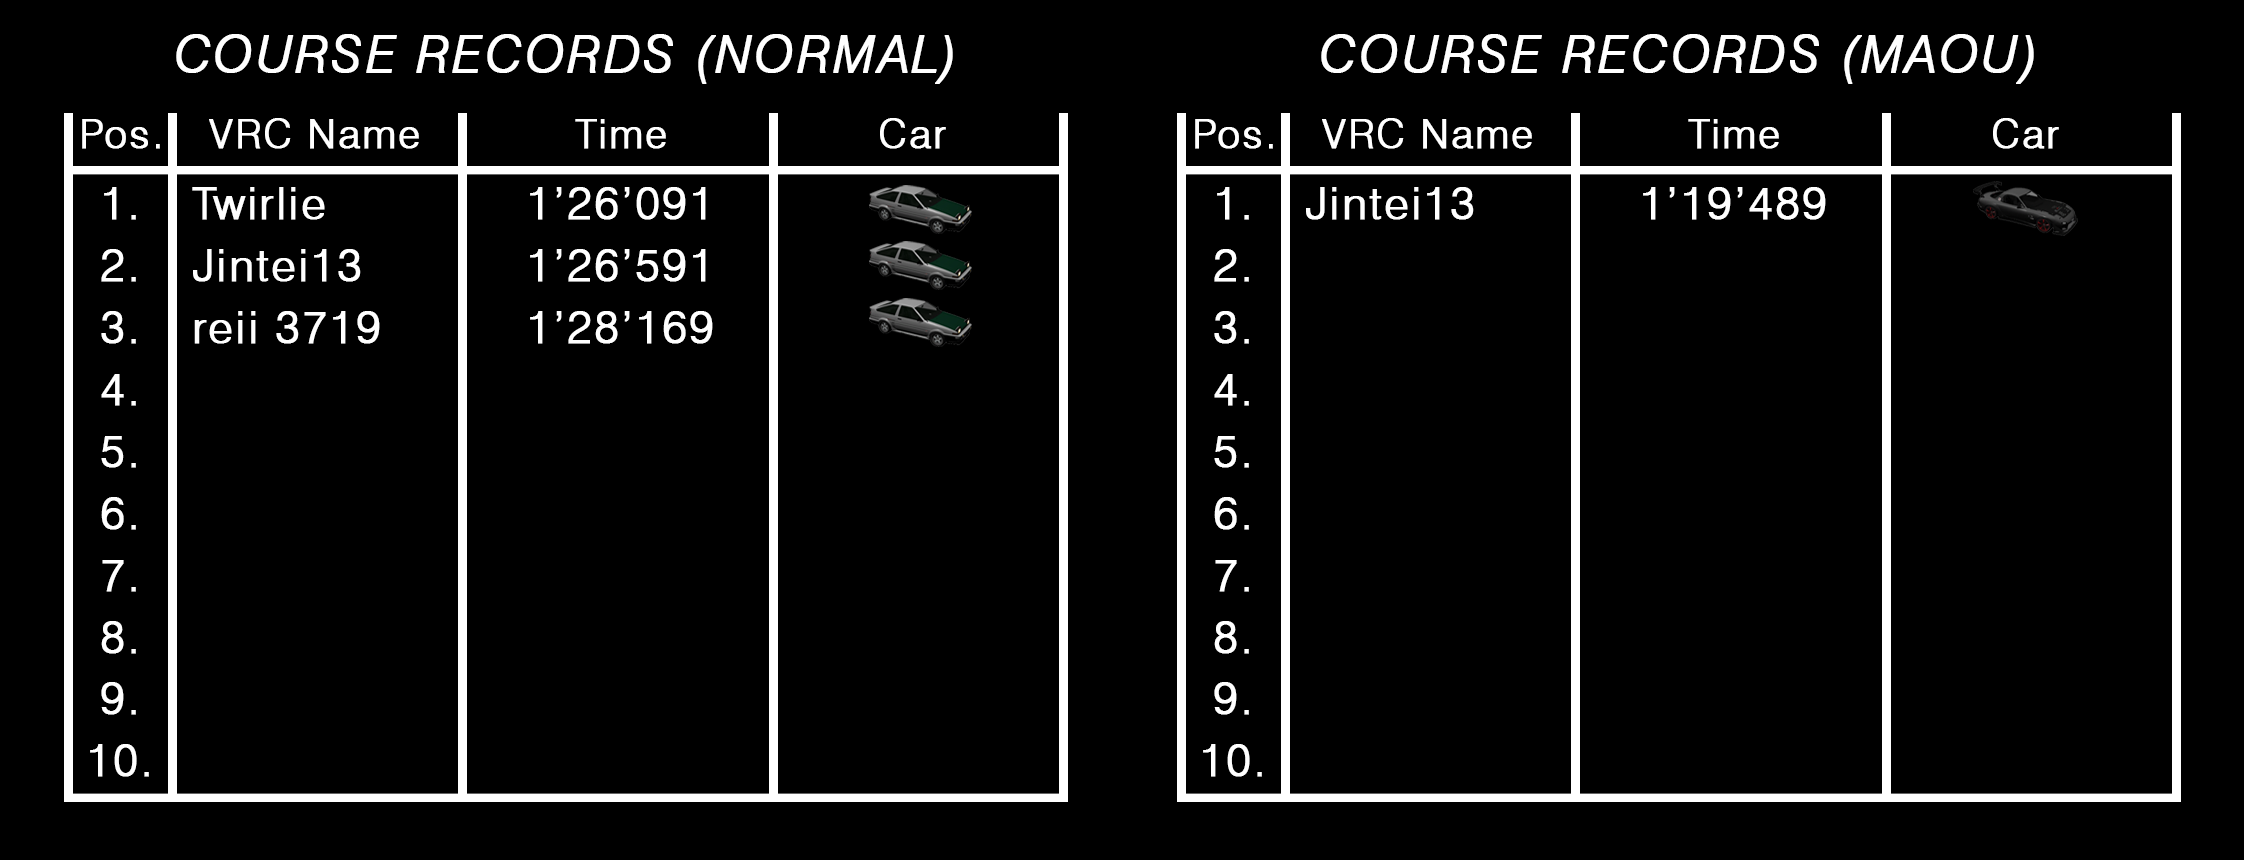 COURSE RECORDS (NORMAL)
Pos. VRC Name Time Car
1. Twirlie 1’26’091
2. Jintei13 1’26’591
3. reii 3719 1’28’169
4.
5.
6.
7.
8.
9.
10.
COURSE RECORDS (MAOU)
Pos. VRC Name Time Car
1. Jintei13 1’19’489
2.
3.
4.
5.
6.
7.
8.
9.
10.